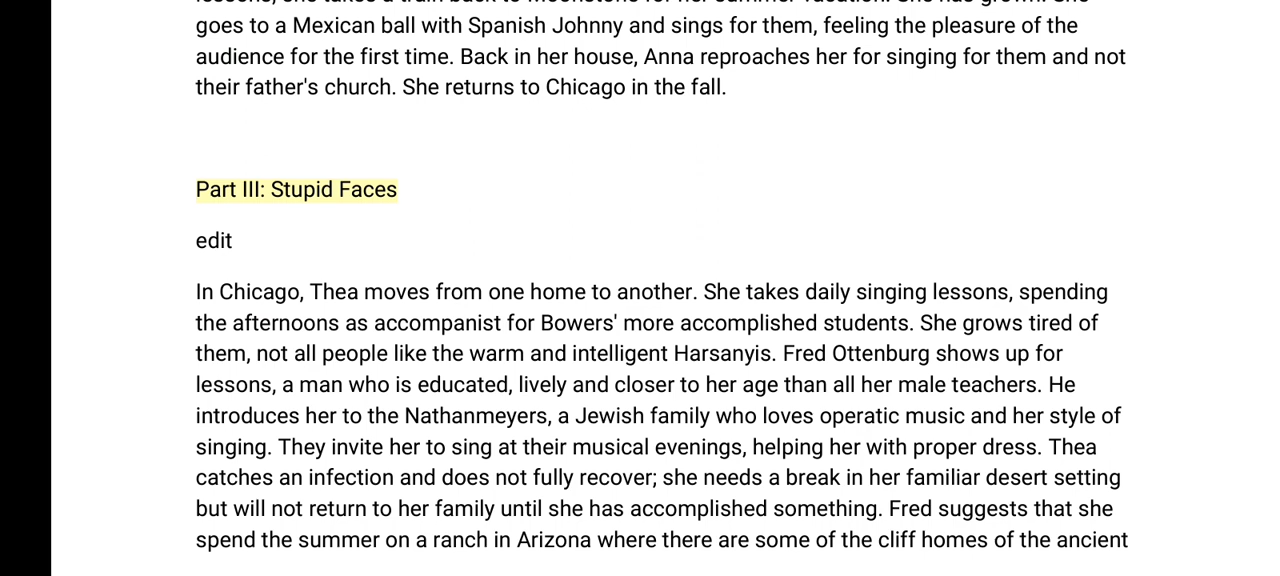 goes to a Mexican ball with Spanish Johnny and sings for them, feeling the pleasure of the
audience for the first time. Back in her house, Anna reproaches her for singing for them and not
their father's church. She returns to Chicago in the fall.
Part III: Stupid Faces
edit
In Chicago, Thea moves from one home to another. She takes daily singing lessons, spending
the afternoons as accompanist for Bowers' more accomplished students. She grows tired of
them, not all people like the warm and intelligent Harsanyis. Fred Ottenburg shows up for
lessons, a man who is educated, lively and closer to her age than all her male teachers. He
introduces her to the Nathanmeyers, a Jewish family who loves operatic music and her style of
singing. They invite her to sing at their musical evenings, helping her with proper dress. Thea
catches an infection and does not fully recover; she needs a break in her familiar desert setting
but will not return to her family until she has accomplished something. Fred suggests that she
spend the summer on a ranch in Arizona where there are some of the cliff homes of the ancient